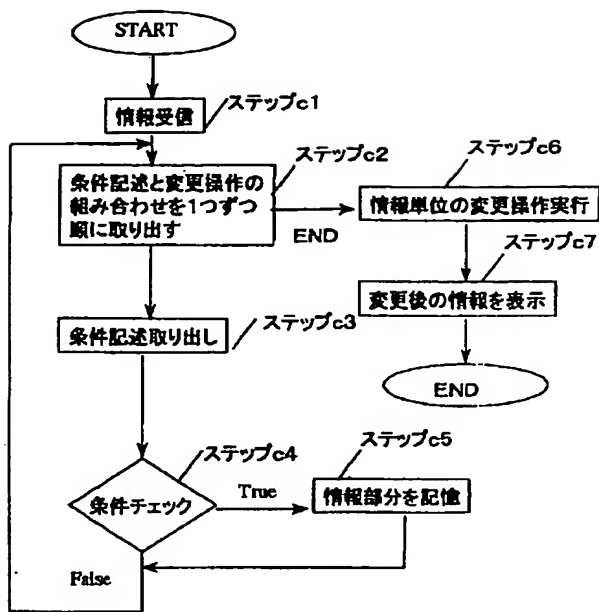 START
情報受信
ステップc1
条件記述と変更操作の
組み合わせを1つずつ
順に取り出す
ステップc2
END
ステップc6
情報単位の変更操作実行
ステップc7
変更後の情報を表示
END
条件記述取り出し
ステップc3
条件チェック
ステップc4
True
ステップc5
情報部分を記憶
False